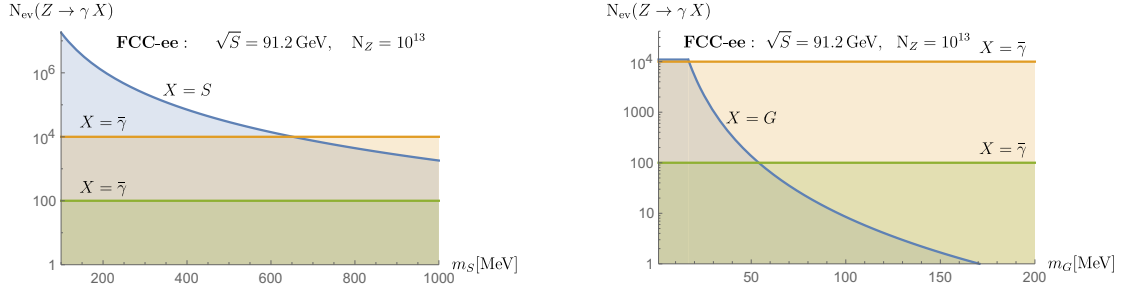 N_ev(Z → γ X)
FCC-ee : √S = 91.2 GeV, N_Z = 10^13
10^6
X = S
X = γ̄
10^4
X = γ̄
100
1
200 400 600 800 1000 m_S[MeV]
N_ev(Z → γ X)
FCC-ee : √S = 91.2 GeV, N_Z = 10^13 X = γ̄
10^4
1000
X = G
X = γ̄
100
10
1
50 100 150 200 m_G[MeV]